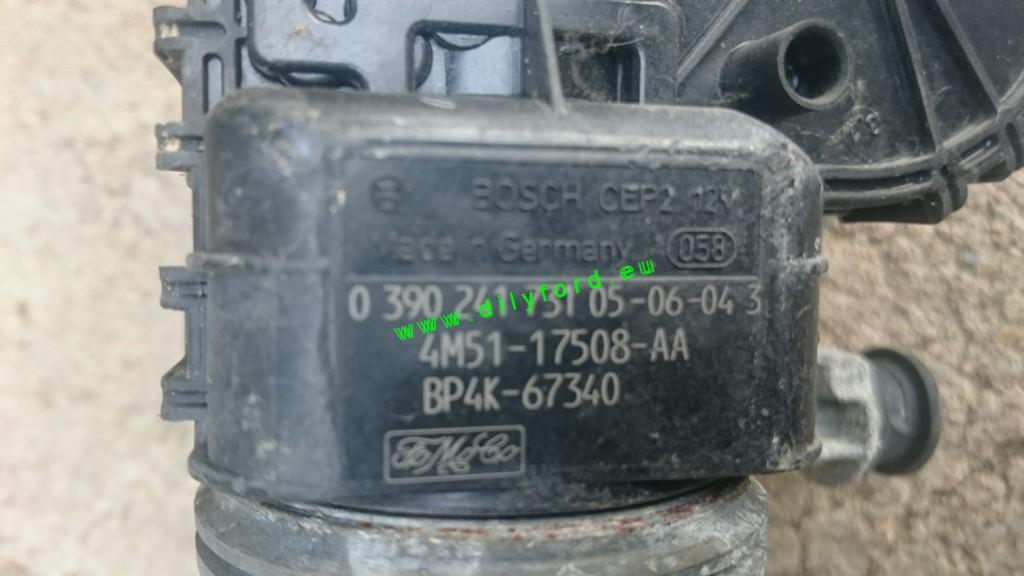 BOSCH CEP2 12V
Made in Germany 058
0 390 241 05-06-04 3
4M51-17508-AA
BP4K-67340
FoMoCo
www.dilyford.eu